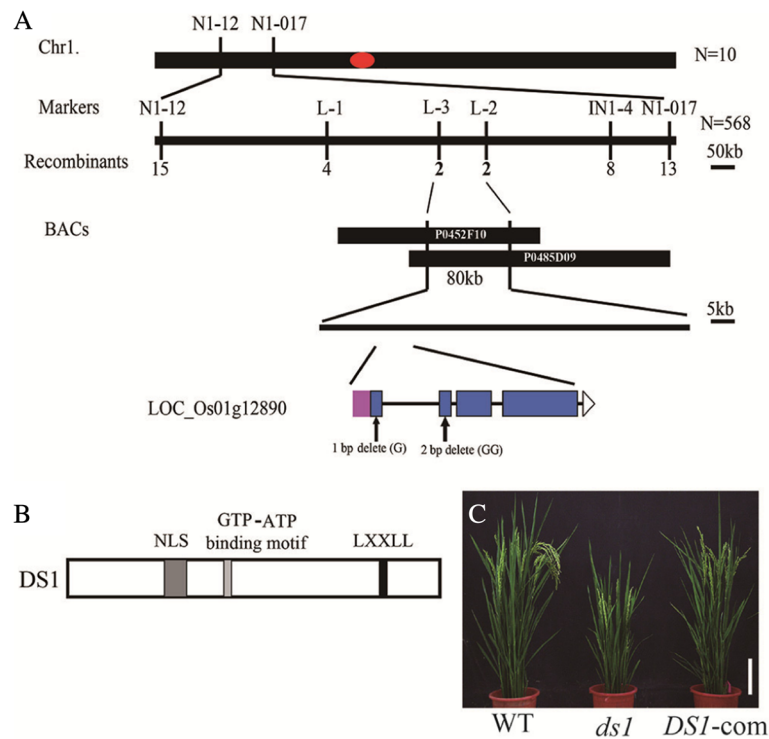 A
N1-12 N1-017
Chr1.
N=10
Markers N1-12 L-1 L-3 L-2 IN1-4 N1-017
N=568
Recombinants 15 4 2 2 8 13
50kb
BACs
P0452F10
P0485D09
80kb
5kb
LOC_Os01g12890
1 bp delete (G) 2 bp delete (GG)
B
C
GTP-ATP
NLS binding motif LXXLL
DS1
WT ds1 DS1-com